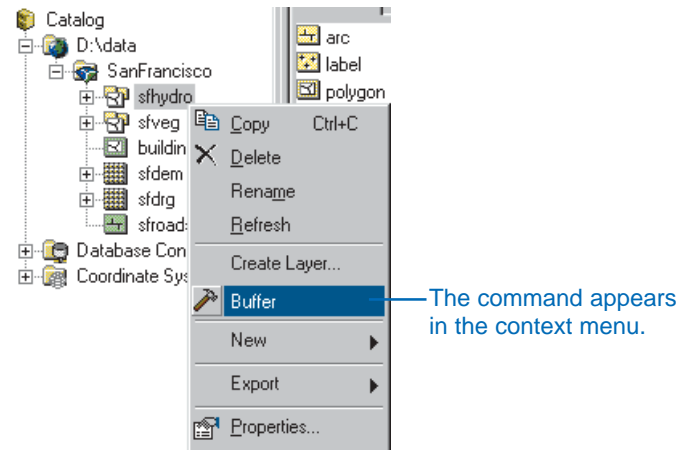 Catalog
D:\data
SanFrancisco
sfhydro
sfveg
buildin
sfdem
sfdrg
sfroad
Database Con
Coordinate Sys
arc
label
polygon
Copy Ctrl+C
Delete
Rename
Refresh
Create Layer...
Buffer
New
Export
Properties...
The command appears
in the context menu.